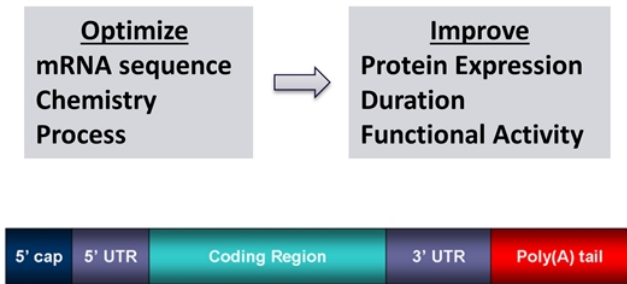 Optimize
mRNA sequence
Chemistry
Process
Improve
Protein Expression
Duration
Functional Activity
5' cap
5' UTR
Coding Region
3' UTR
Poly(A) tail